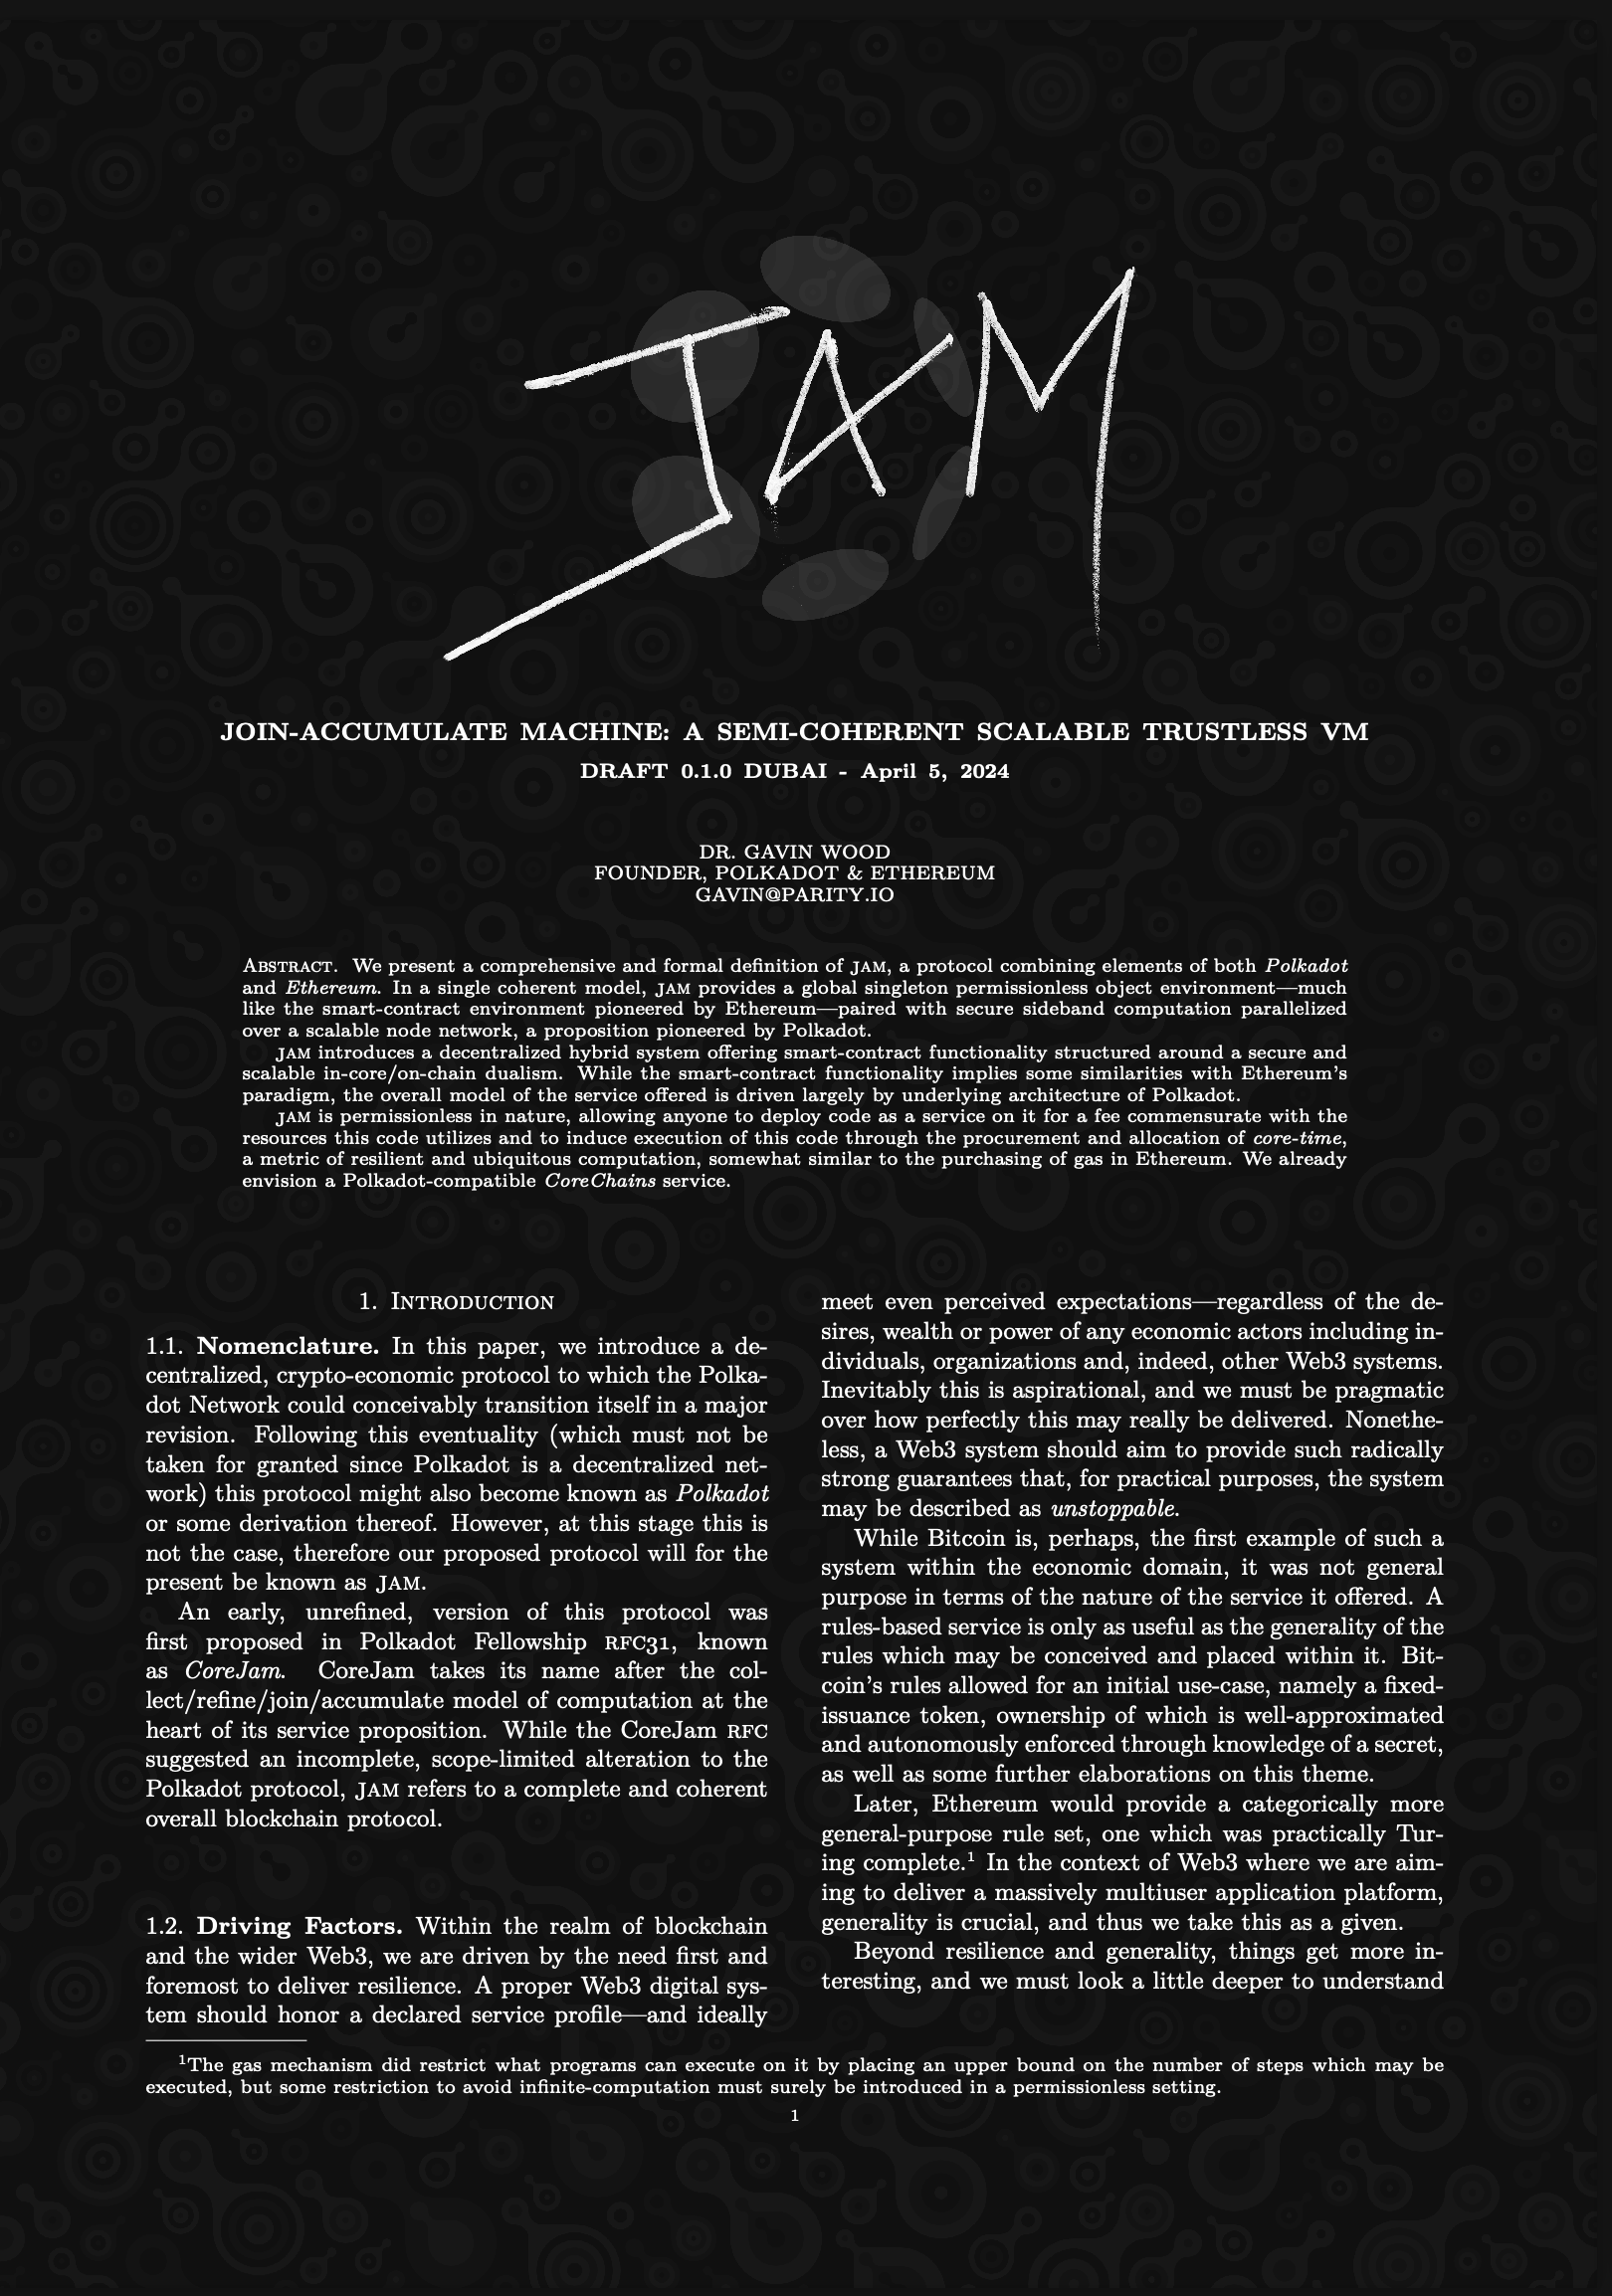 JAM
JOIN-ACCUMULATE MACHINE: A SEMI-COHERENT SCALABLE TRUSTLESS VM
DRAFT 0.1.0 DUBAI - April 5, 2024
DR. GAVIN WOOD
FOUNDER, POLKADOT & ETHEREUM
GAVIN@PARITY.IO
Abstract. We present a comprehensive and formal definition of JAM, a protocol combining elements of both Polkadot
and Ethereum. In a single coherent model, JAM provides a global singleton permissionless object environment—much
like the smart-contract environment pioneered by Ethereum—paired with secure sideband computation parallelized
over a scalable node network, a proposition pioneered by Polkadot.
JAM introduces a decentralized hybrid system offering smart-contract functionality structured around a secure and
scalable in-core/on-chain dualism. While the smart-contract functionality implies some similarities with Ethereum's
paradigm, the overall model of the service offered is driven largely by underlying architecture of Polkadot.
JAM is permissionless in nature, allowing anyone to deploy code as a service on it for a fee commensurate with the
resources this code utilizes and to induce execution of this code through the procurement and allocation of core-time,
a metric of resilient and ubiquitous computation, somewhat similar to the purchasing of gas in Ethereum. We already
envision a Polkadot-compatible CoreChains service.
1. Introduction
1.1. Nomenclature. In this paper, we introduce a de-
centralized, crypto-economic protocol to which the Polka-
dot Network could conceivably transition itself in a major
revision. Following this eventuality (which must not be
taken for granted since Polkadot is a decentralized net-
work) this protocol might also become known as Polkadot
or some derivation thereof. However, at this stage this is
not the case, therefore our proposed protocol will for the
present be known as JAM.
An early, unrefined, version of this protocol was
first proposed in Polkadot Fellowship RFC31, known
as CoreJam. CoreJam takes its name after the col-
lect/refine/join/accumulate model of computation at the
heart of its service proposition. While the CoreJam RFC
suggested an incomplete, scope-limited alteration to the
Polkadot protocol, JAM refers to a complete and coherent
overall blockchain protocol.
1.2. Driving Factors. Within the realm of blockchain
and the wider Web3, we are driven by the need first and
foremost to deliver resilience. A proper Web3 digital sys-
tem should honor a declared service profile—and ideally
meet even perceived expectations—regardless of the de-
sires, wealth or power of any economic actors including in-
dividuals, organizations and, indeed, other Web3 systems.
Inevitably this is aspirational, and we must be pragmatic
over how perfectly this may really be delivered. Nonethe-
less, a Web3 system should aim to provide such radically
strong guarantees that, for practical purposes, the system
may be described as unstoppable.
While Bitcoin is, perhaps, the first example of such a
system within the economic domain, it was not general
purpose in terms of the nature of the service it offered. A
rules-based service is only as useful as the generality of the
rules which may be conceived and placed within it. Bit-
coin's rules allowed for an initial use-case, namely a fixed-
issuance token, ownership of which is well-approximated
and autonomously enforced through knowledge of a secret,
as well as some further elaborations on this theme.
Later, Ethereum would provide a categorically more
general-purpose rule set, one which was practically Tur-
ing complete.¹ In the context of Web3 where we are aim-
ing to deliver a massively multiuser application platform,
generality is crucial, and thus we take this as a given.
Beyond resilience and generality, things get more in-
teresting, and we must look a little deeper to understand
¹The gas mechanism did restrict what programs can execute on it by placing an upper bound on the number of steps which may be
executed, but some restriction to avoid infinite-computation must surely be introduced in a permissionless setting.
1